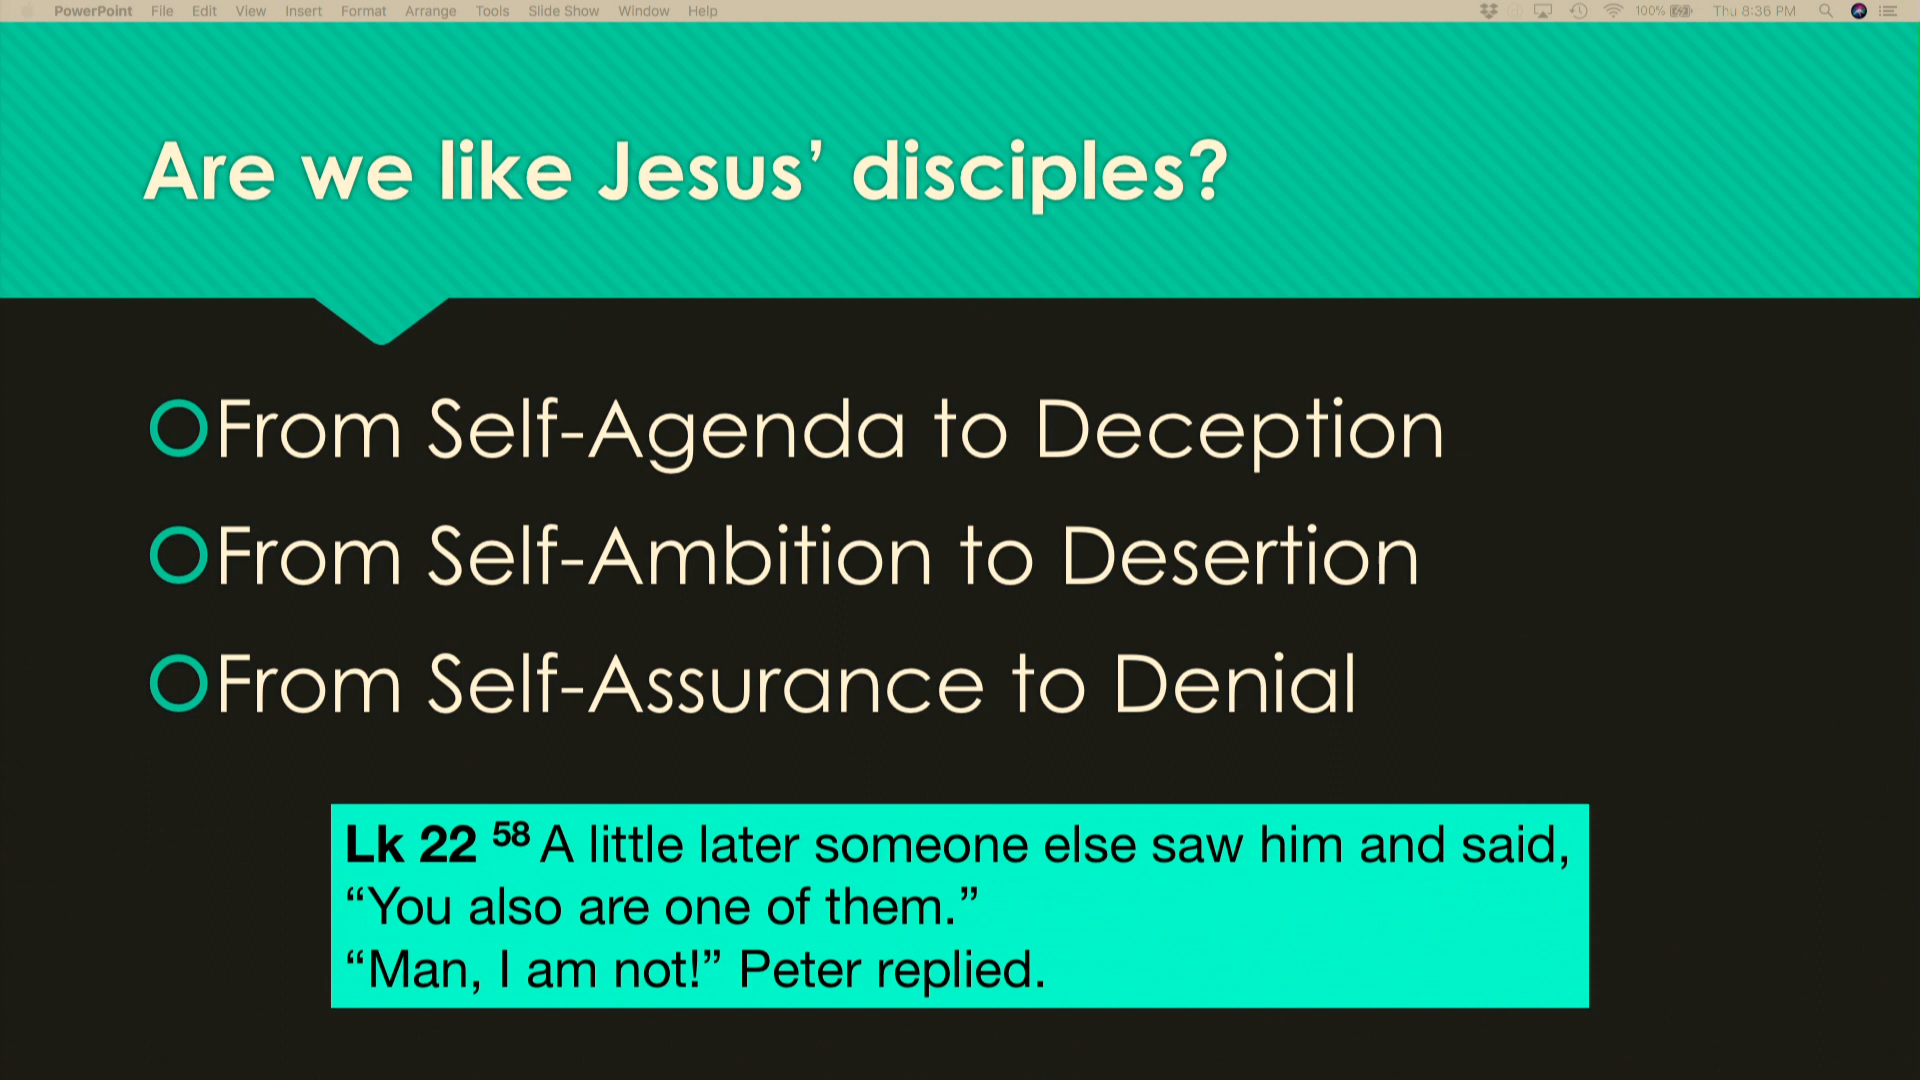 PowerPoint File Edit View Insert Format Arrange Tools Slide Show Window Help 100% Thu 8:36 PM
Are we like Jesus’ disciples?
From Self-Agenda to Deception
From Self-Ambition to Desertion
From Self-Assurance to Denial
Lk 22 58 A little later someone else saw him and said,
“You also are one of them.”
“Man, I am not!” Peter replied.